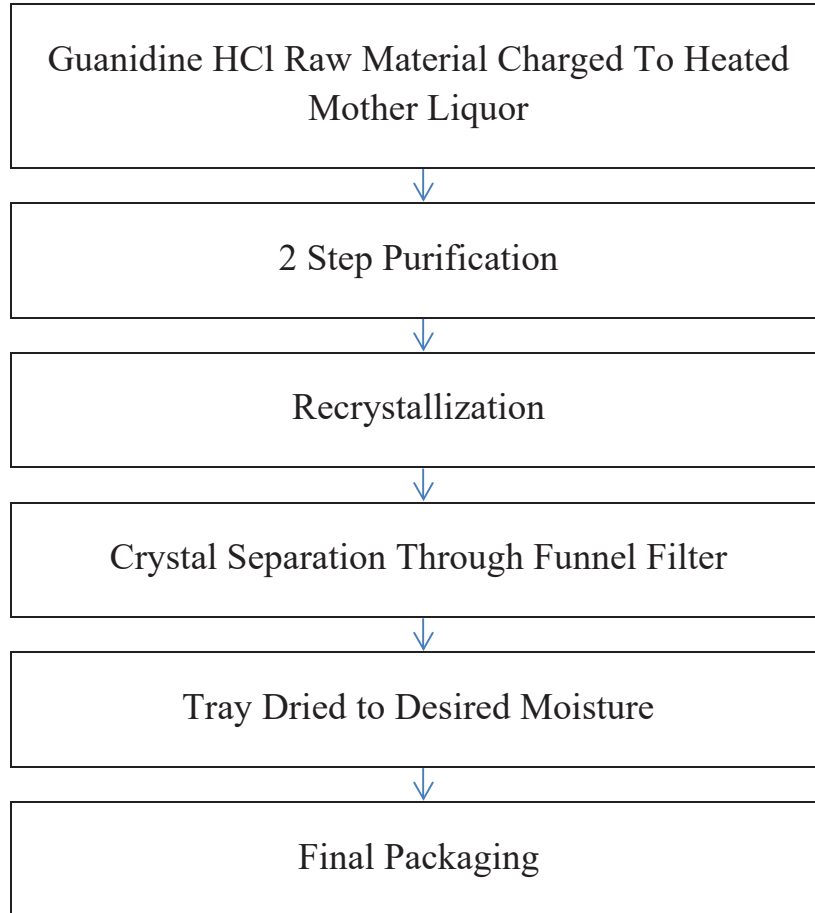 Guanidine HCl Raw Material Charged To Heated
Mother Liquor
2 Step Purification
Recrystallization
Crystal Separation Through Funnel Filter
Tray Dried to Desired Moisture
Final Packaging